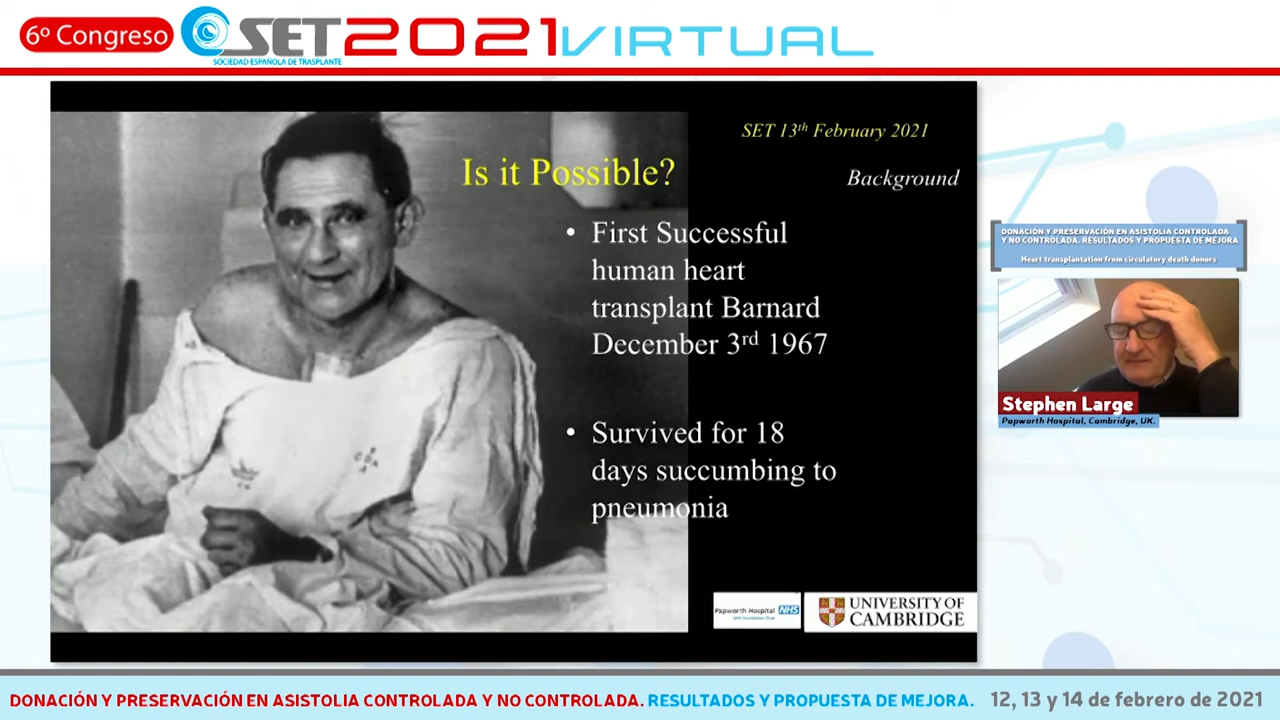 6º Congreso SET 2021 VIRTUAL
SOCIEDAD ESPAÑOLA DE TRASPLANTE
SET 13th February 2021
Is it Possible?
Background
• First Successful
human heart
transplant Barnard
December 3rd 1967
• Survived for 18
days succumbing to
pneumonia
Papworth Hospital NHS
NHS Foundation Trust
UNIVERSITY OF
CAMBRIDGE
DONACIÓN Y PRESERVACIÓN EN ASISTOLIA CONTROLADA
Y NO CONTROLADA. RESULTADOS Y PROPUESTA DE MEJORA
Heart transplantation from circulatory death donors
Stephen Large
Papworth Hospital, Cambridge, UK.
DONACIÓN Y PRESERVACIÓN EN ASISTOLIA CONTROLADA Y NO CONTROLADA. RESULTADOS Y PROPUESTA DE MEJORA. 12, 13 y 14 de febrero de 2021